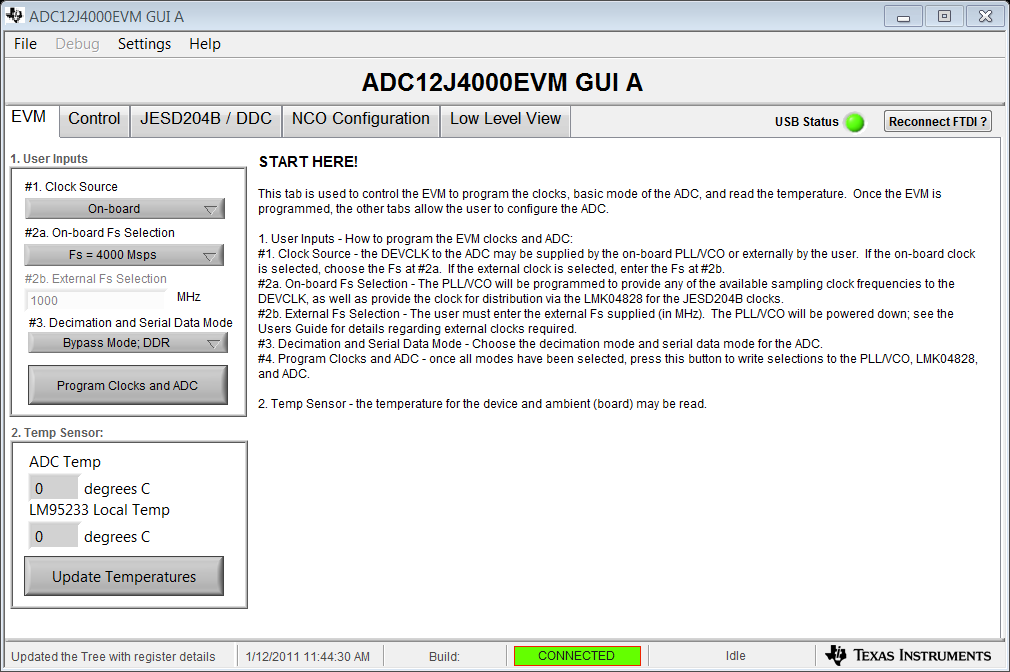 ADC12J4000EVM GUI A
File Debug Settings Help
ADC12J4000EVM GUI A
EVM Control JESD204B / DDC NCO Configuration Low Level View USB Status Reconnect FTDI ?
1. User Inputs
#1. Clock Source
On-board
#2a. On-board Fs Selection
Fs = 4000 Msps
#2b. External Fs Selection
1000 MHz
#3. Decimation and Serial Data Mode
Bypass Mode; DDR
Program Clocks and ADC
2. Temp Sensor:
ADC Temp
0 degrees C
LM95233 Local Temp
0 degrees C
Update Temperatures
START HERE!
This tab is used to control the EVM to program the clocks, basic mode of the ADC, and read the temperature. Once the EVM is
programmed, the other tabs allow the user to configure the ADC.
1. User Inputs - How to program the EVM clocks and ADC:
#1. Clock Source - the DEVCLK to the ADC may be supplied by the on-board PLL/VCO or externally by the user. If the on-board clock
is selected, choose the Fs at #2a. If the external clock is selected, enter the Fs at #2b.
#2a. On-board Fs Selection - The PLL/VCO will be programmed to provide any of the available sampling clock frequencies to the
DEVCLK, as well as provide the clock for distribution via the LMK04828 for the JESD204B clocks.
#2b. External Fs Selection - The user must enter the external Fs supplied (in MHz). The PLL/VCO will be powered down; see the
Users Guide for details regarding external clocks required.
#3. Decimation and Serial Data Mode - Choose the decimation mode and serial data mode for the ADC.
#4. Program Clocks and ADC - once all modes have been selected, press this button to write selections to the PLL/VCO, LMK04828,
and ADC.
2. Temp Sensor - the temperature for the device and ambient (board) may be read.
Updated the Tree with register details 1/12/2011 11:44:30 AM Build: CONNECTED Idle TEXAS INSTRUMENTS